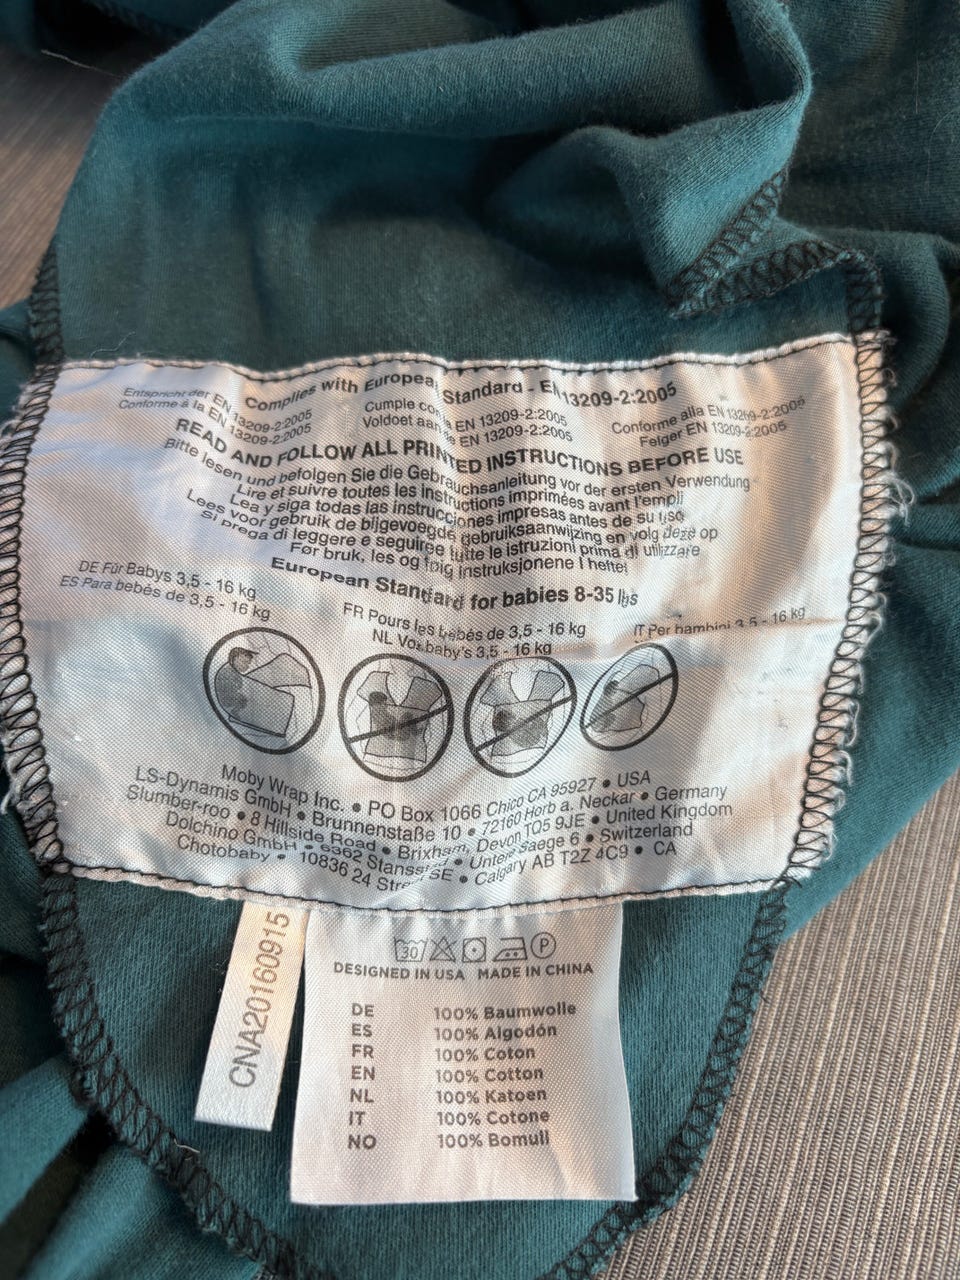 Complies with European Standard - EN 13209-2:2005
Entspricht der EN 13209-2:2005
Conforme à la EN 13209-2:2005
Cumple con EN 13209-2:2005
Voldoet aan de EN 13209-2:2005
Conforme alla EN 13209-2:2005
Følger EN 13209-2:2005
READ AND FOLLOW ALL PRINTED INSTRUCTIONS BEFORE USE
Bitte lesen und befolgen Sie die Gebrauchsanleitung vor der ersten Verwendung
Lire et suivre toutes les instructions imprimées avant l'empli
Lea y siga todas las instrucciones impresas antes de su uso
Lees voor gebruik de bijgevoegde gebruiksaanwijzing en volg deze op
Si prega di leggere e seguire tutte le istruzioni prima di utilizzare
Før bruk, les og følg instruksjonene I heftet
European Standard for babies 8-35 lbs
DE Für Babys 3,5 - 16 kg
ES Para bebés de 3,5 - 16 kg
FR Pours les bébés de 3,5 - 16 kg
NL Vo baby's 3,5 - 16 kg
IT Per bambini 3,5 - 16 kg
Moby Wrap Inc. • PO Box 1066 Chico CA 95927 • USA
LS-Dynamis GmbH • Brunnenstaße 10 • 72160 Horb a. Neckar • Germany
Slumber-roo • 8 Hillside Road • Brixham, Devon TQ5 9JE • United Kingdom
Dolchino GmbH • 6362 Stansstad • Untere Saege 6 • Switzerland
Chotobaby • 10836 24 Street SE • Calgary AB T2Z 4C9 • CA
CNA20160915
30 P
DESIGNED IN USA MADE IN CHINA
DE 100% Baumwolle
ES 100% Algodón
FR 100% Coton
EN 100% Cotton
NL 100% Katoen
IT 100% Cotone
NO 100% Bomull